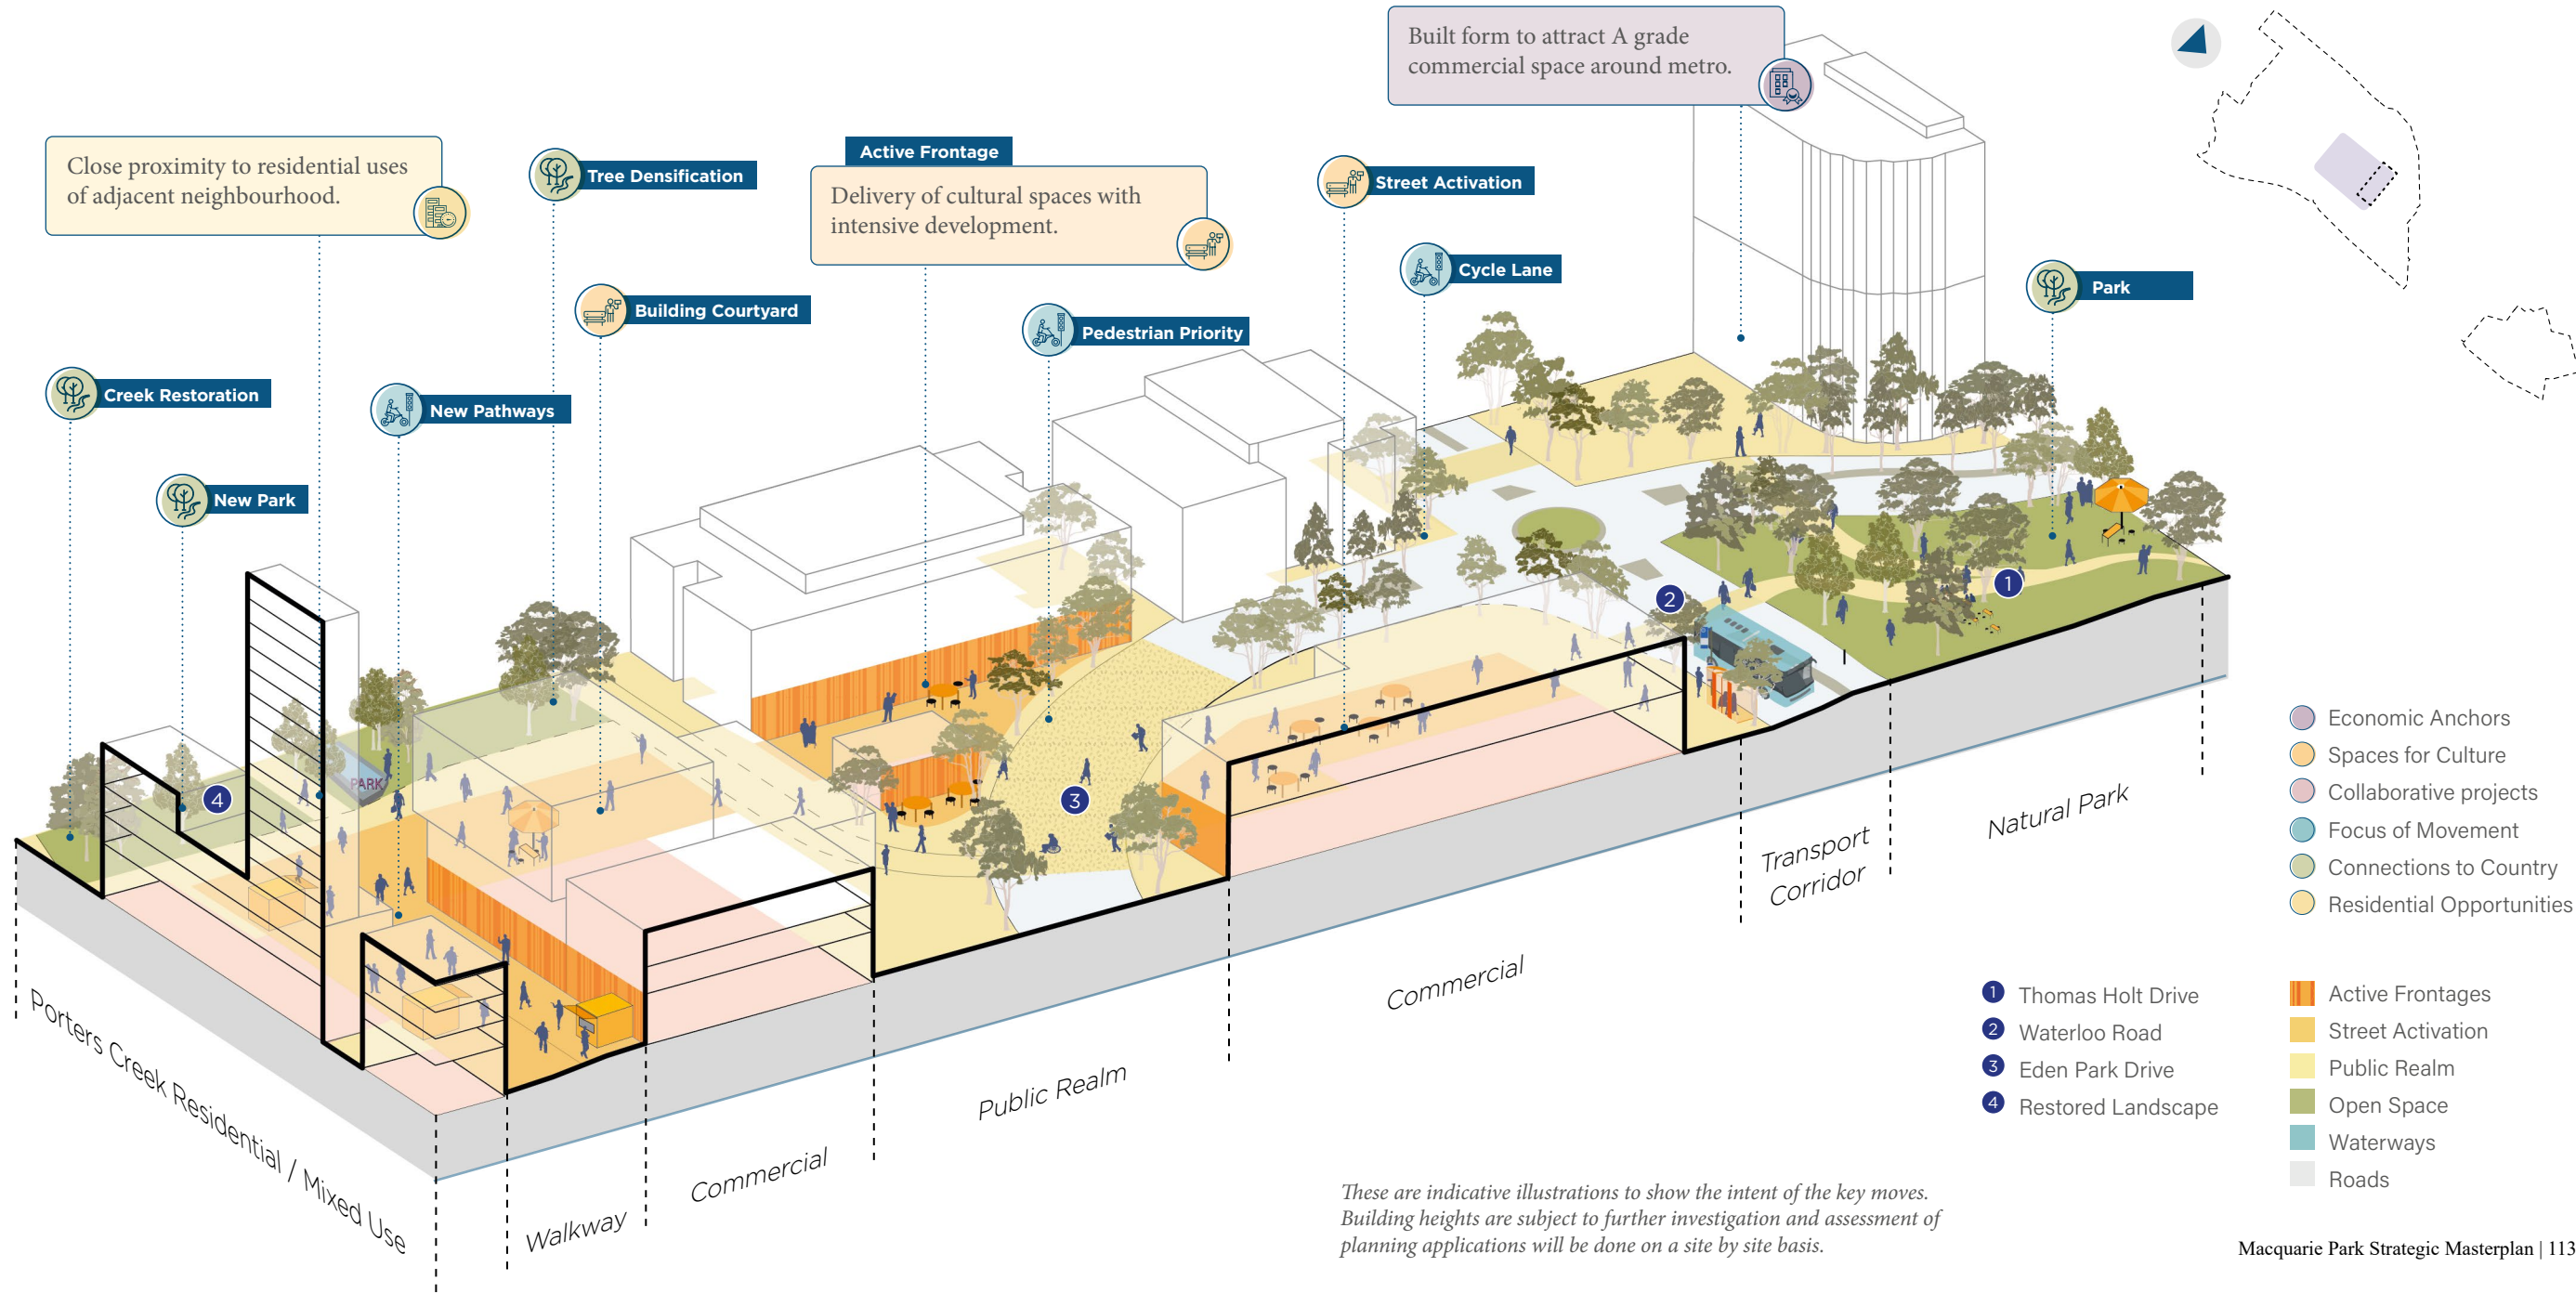 Built form to attract A grade
commercial space around metro.
Close proximity to residential uses
of adjacent neighbourhood.
Tree Densification
Active Frontage
Delivery of cultural spaces with
intensive development.
Street Activation
Cycle Lane
Park
Building Courtyard
Pedestrian Priority
Creek Restoration
New Pathways
New Park
1
2
3
4
PARK
Porters Creek Residential / Mixed Use
Walkway
Commercial
Public Realm
Commercial
Transport
Corridor
Natural Park
Economic Anchors
Spaces for Culture
Collaborative projects
Focus of Movement
Connections to Country
Residential Opportunities
1 Thomas Holt Drive
2 Waterloo Road
3 Eden Park Drive
4 Restored Landscape
Active Frontages
Street Activation
Public Realm
Open Space
Waterways
Roads
These are indicative illustrations to show the intent of the key moves.
Building heights are subject to further investigation and assessment of
planning applications will be done on a site by site basis.
Macquarie Park Strategic Masterplan | 113